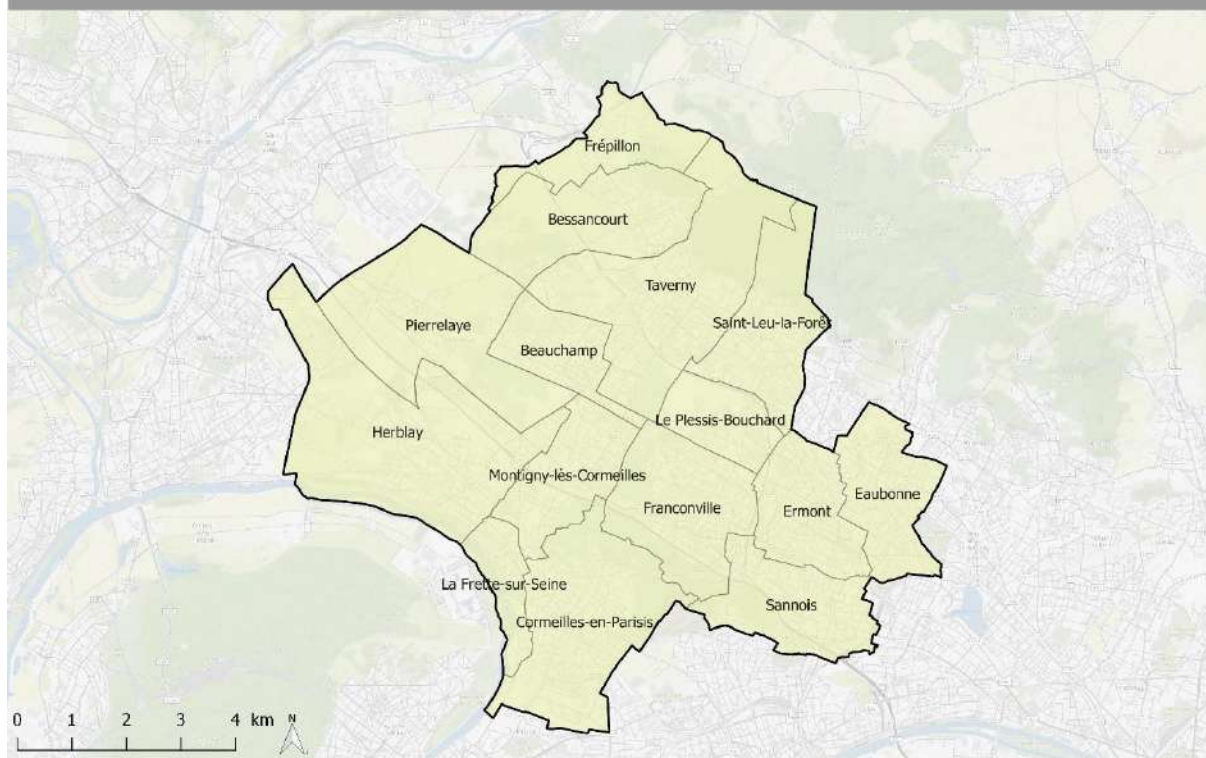 Frépillon
Bessancourt
Taverny
Saint-Leu-la-Forêt
Pierrelaye
Beauchamp
Le Plessis-Bouchard
Herblay
Montigny-lès-Cormeilles
Eaubonne
Franconville
Ermont
La Frette-sur-Seine
Sannois
Cormeilles-en-Parisis
0 1 2 3 4 km N